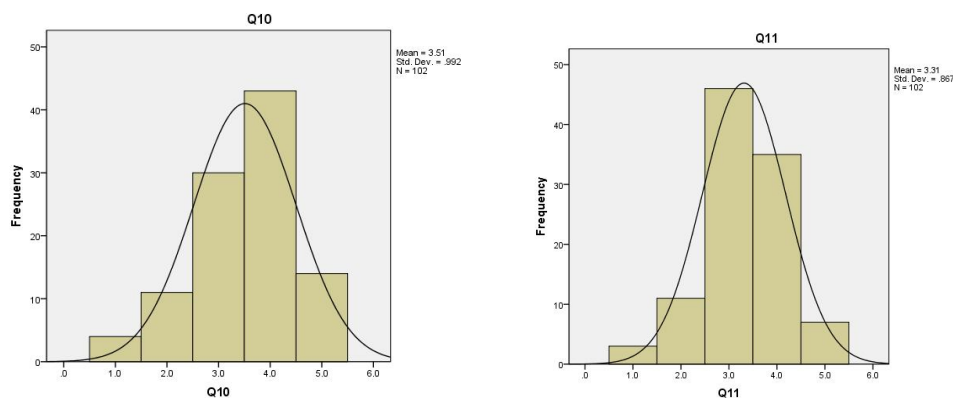 Q10
Mean = 3.51
Std. Dev. = .992
N = 102
50
40
30
20
10
0
Frequency
.0 1.0 2.0 3.0 4.0 5.0 6.0
Q10
Q11
Mean = 3.31
Std. Dev. = .867
N = 102
50
40
30
20
10
0
Frequency
.0 1.0 2.0 3.0 4.0 5.0 6.0
Q11